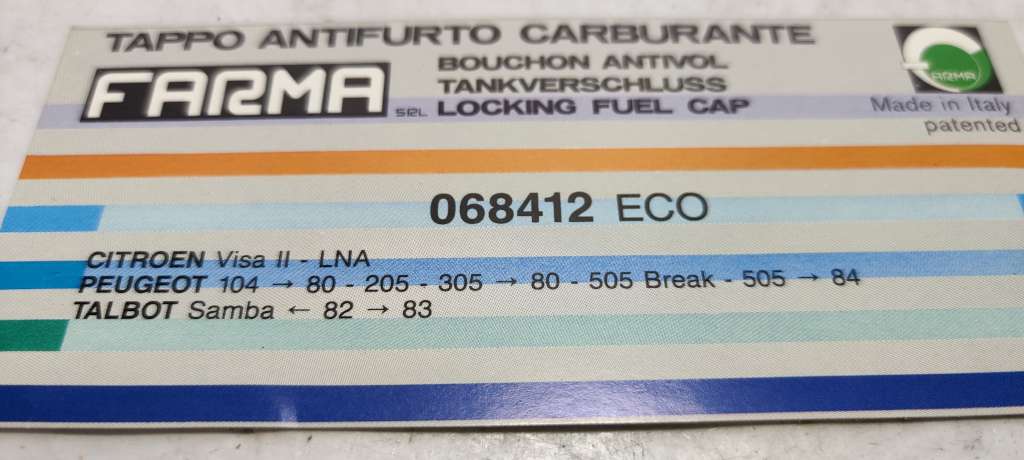 TAPPO ANTIFURTO CARBURANTE
FARMA SRL
BOUCHON ANTIVOL
TANKVERSCHLUSS
LOCKING FUEL CAP
FARMA
Made in Italy
patented
068412 ECO
CITROEN Visa II - LNA
PEUGEOT 104 → 80 - 205 - 305 → 80 - 505 Break - 505 → 84
TALBOT Samba ← 82 → 83